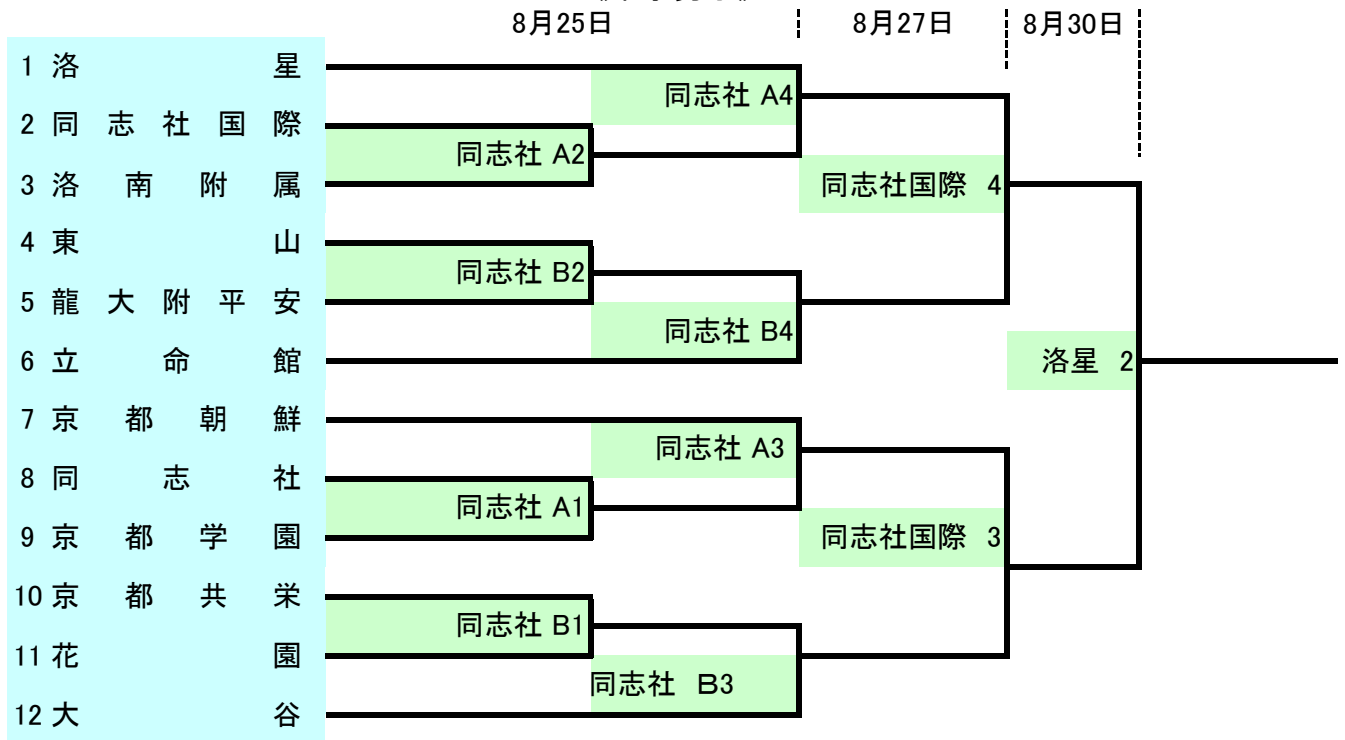 8月25日 8月27日 8月30日
1 洛星
同志社 A4
2 同志社国際
同志社 A2
3 洛南附属
同志社国際 4
4 東山
同志社 B2
5 龍大附平安
同志社 B4
6 立命館
洛星 2
7 京都朝鮮
同志社 A3
8 同志社
同志社 A1
9 京都学園
同志社国際 3
10 京都共栄
同志社 B1
11 花園
同志社 B3
12 大谷